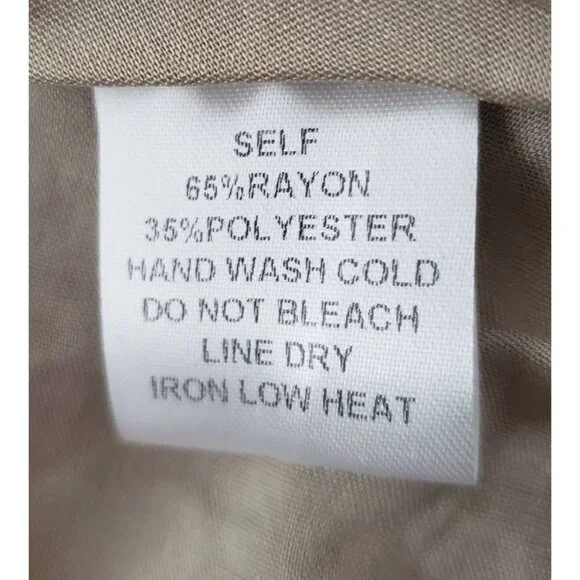 SELF
65%RAYON
35%POLYESTER
HAND WASH COLD
DO NOT BLEACH
LINE DRY
IRON LOW HEAT